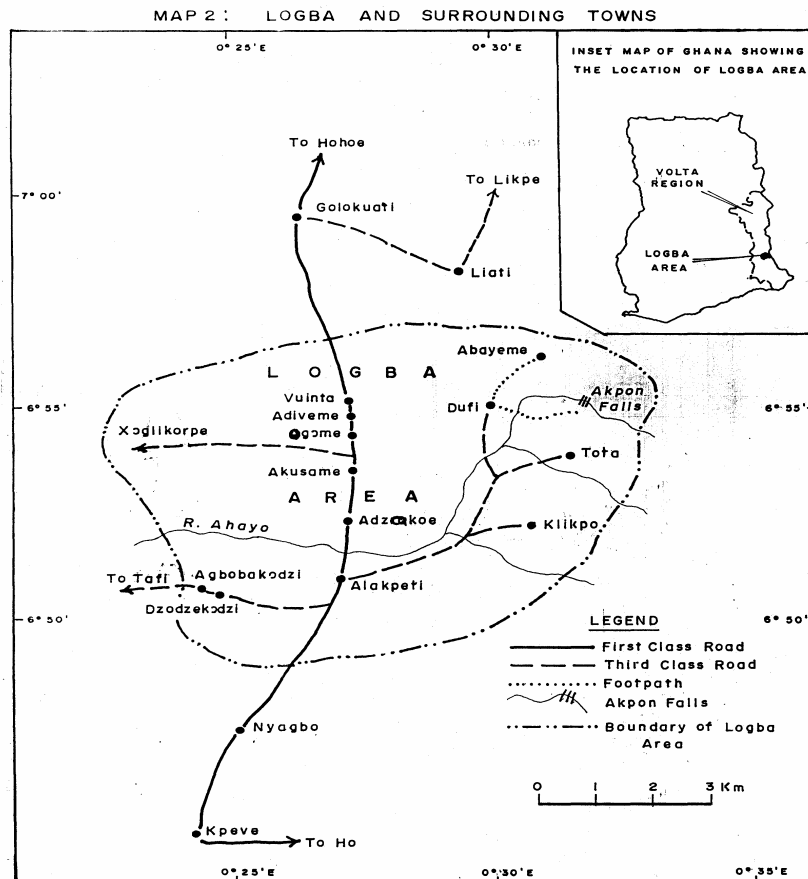 MAP 2: LOGBA AND SURROUNDING TOWNS
0°25'E
0°30'E
INSET MAP OF GHANA SHOWING
THE LOCATION OF LOGBA AREA
VOLTA
REGION
LOGBA
AREA
To Hohoe
To Likpe
7°00'
Golokuati
Liati
Abayeme
LOGBA
Vuinta
6°55'
Adiveme
Dufi
Akpon
Falls
6°55'
Xoglikorpe
Tota
Akusame
AREA
R. Ahayo
Klikpo
To Tafi
Agbobakɔdzi
Alakpeti
Dzodzekɔdzi
6°50'
6°50'
LEGEND
First Class Road
Third Class Road
Footpath
Akpon Falls
Boundary of Logba
Area
Nyagbo
0 1 2 3 Km
Kpeve
To Ho
0°25'E
0°30'E
0°35'E